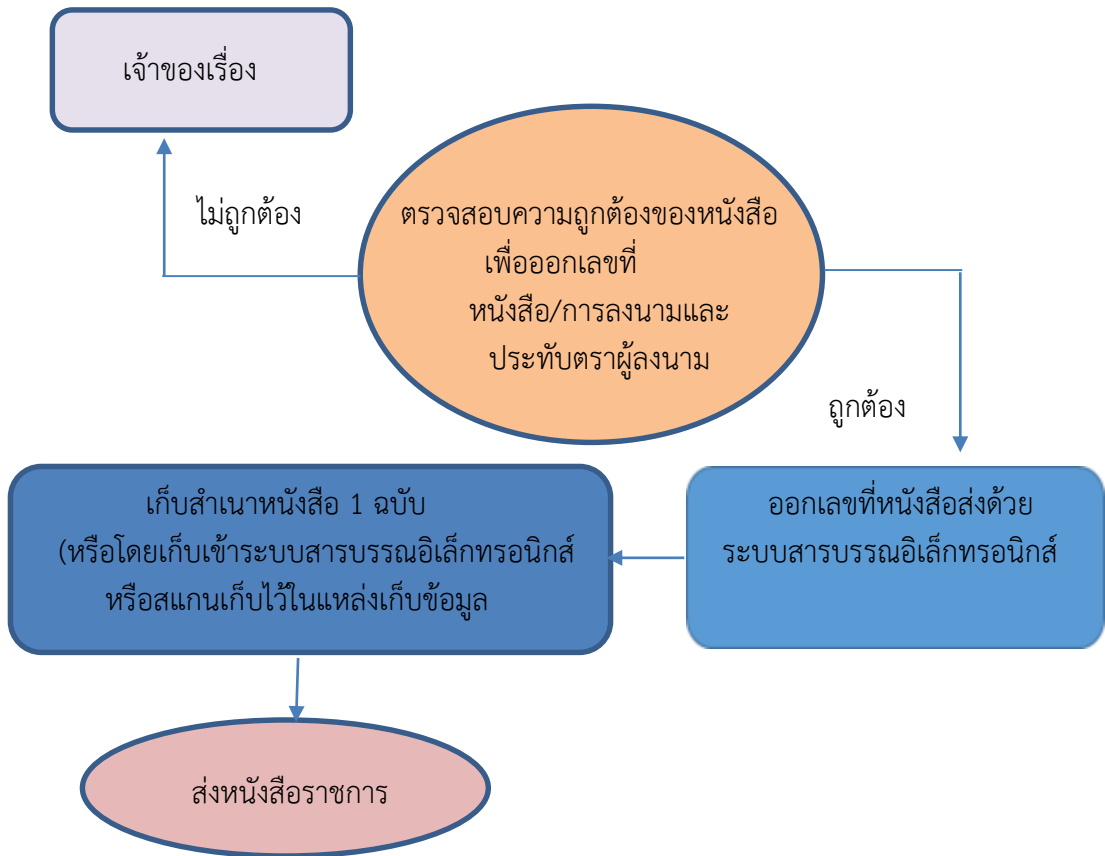 เจ้าของเรื่อง
ไม่ถูกต้อง
ตรวจสอบความถูกต้องของหนังสือ
เพื่อออกเลขที่
หนังสือ/การลงนามและ
ประทับตราผู้ลงนาม
ถูกต้อง
ออกเลขที่หนังสือส่งด้วย
ระบบสารบรรณอิเล็กทรอนิกส์
เก็บสำเนาหนังสือ 1 ฉบับ
(หรือโดยเก็บเข้าระบบสารบรรณอิเล็กทรอนิกส์
หรือสแกนเก็บไว้ในแหล่งเก็บข้อมูล
ส่งหนังสือราชการ